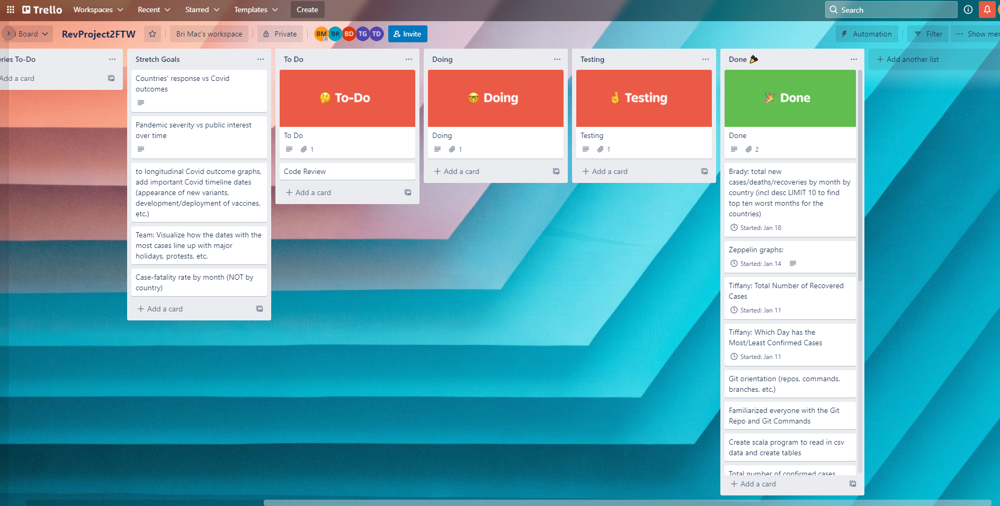 Trello
Workspaces
Recent
Starred
Templates
Create
Search
Board
RevProject2FTW
Bri Mac's workspace
Private
BM
BR
BD
TG
TD
Invite
Automation
Filter
Show
To-Do
Add a card
Stretch Goals
Countries' response vs Covid
outcomes
Pandemic severity vs public interest
over time
to longitudinal Covid outcome graphs,
add important Covid timeline dates
(appearance of new variants,
development/deployment of vaccines,
etc.)
Team: Visualize how the dates with the
most cases line up with major
holidays, protests, etc.
Case-fatality rate by month (NOT by
country)
Add a card
To Do
To-Do
To Do
1
Code Review
Add a card
Doing
Doing
Doing
1
Add a card
Testing
Testing
Testing
1
Add a card
Done
Done
Done
2
Brady: total new
cases/deaths/recoveries by month by
country (incl desc LIMIT 10 to find
top ten worst months for the
countries)
Started: Jan 18
Zeppelin graphs:
Started: Jan 14
Tiffany: Total Number of Recovered
Cases
Started: Jan 11
Tiffany: Which Day has the
Most/Least Confirmed Cases
Started: Jan 11
Git orientation (repos, commands,
branches, etc.)
Familiarized everyone with the Git
Repo and Git Commands
Create scala program to read in csv
data and create tables
Total number of confirmed cases
Add a card
Add another list